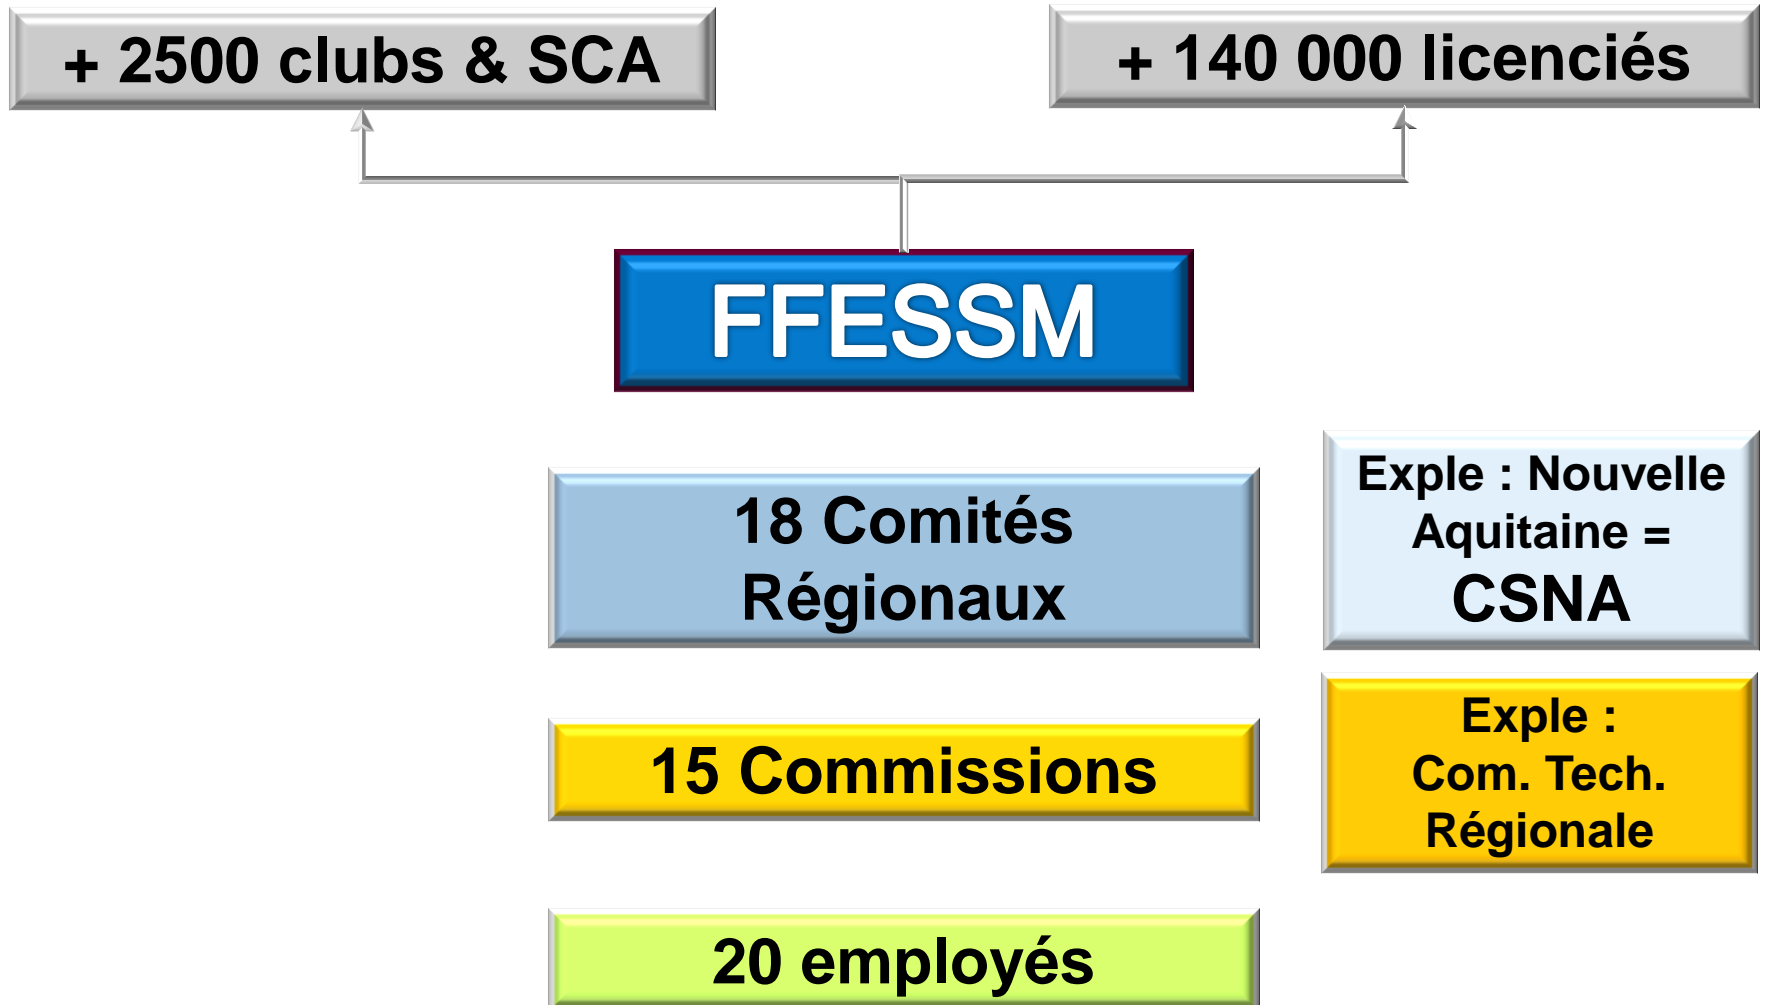 + 2500 clubs & SCA
+ 140 000 licenciés
FFESSM
18 Comités
Régionaux
Exple : Nouvelle
Aquitaine =
CSNA
15 Commissions
Exple :
Com. Tech.
Régionale
20 employés